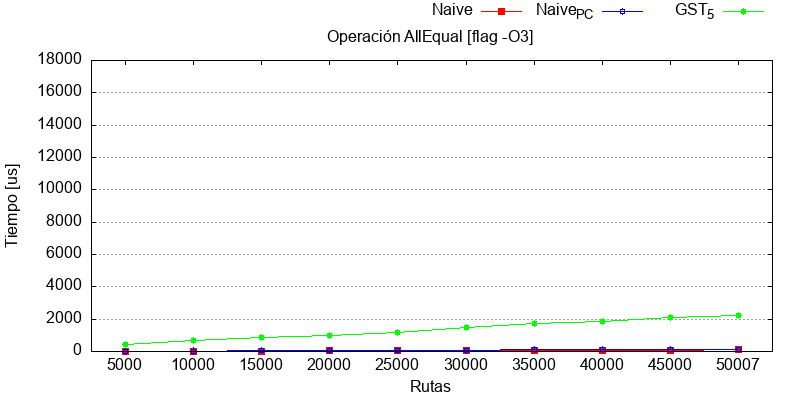 Naive Naive_PC GST_5
Operación AllEqual [flag -O3]
18000
16000
14000
12000
10000
8000
6000
4000
2000
0
Tiempo [us]
5000 10000 15000 20000 25000 30000 35000 40000 45000 50007
Rutas